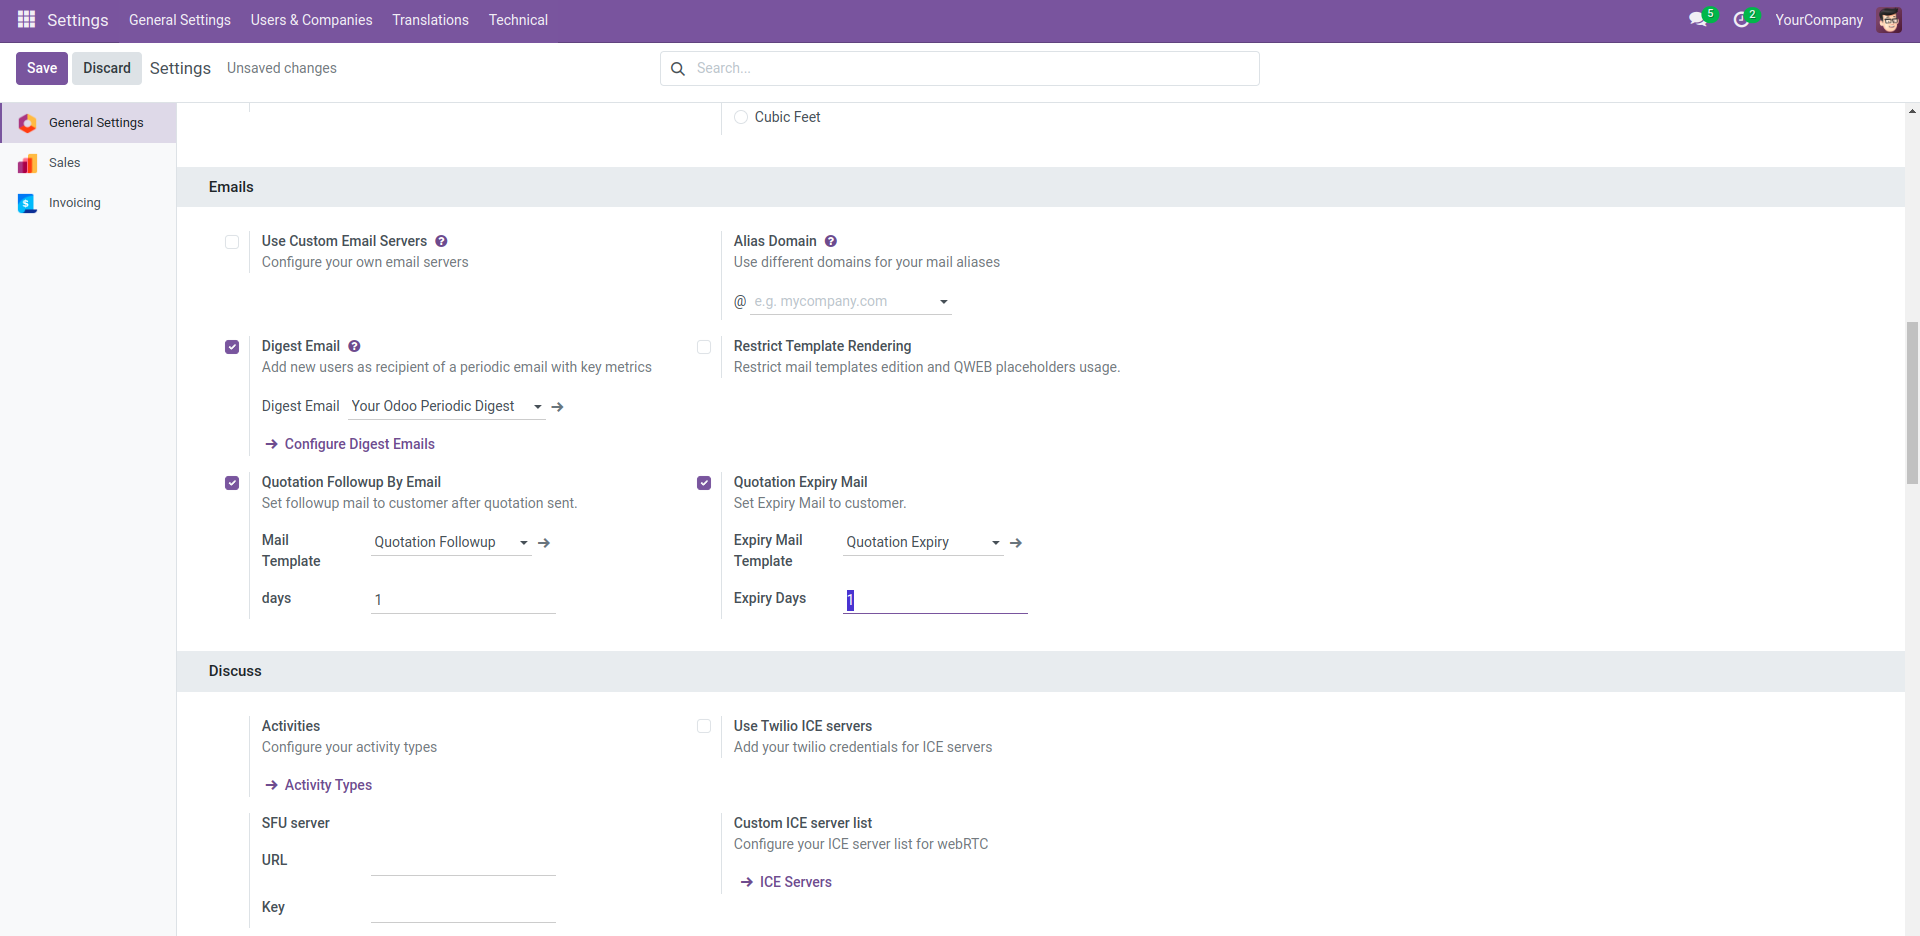 Settings General Settings Users & Companies Translations Technical 5 2 YourCompany
Save Discard Settings Unsaved changes Search...
General Settings
Sales
Invoicing
Cubic Feet
Emails
Use Custom Email Servers ?
Configure your own email servers
Alias Domain ?
Use different domains for your mail aliases
@ e.g. mycompany.com
Digest Email ?
Add new users as recipient of a periodic email with key metrics
Digest Email Your Odoo Periodic Digest
Configure Digest Emails
Restrict Template Rendering
Restrict mail templates edition and QWEB placeholders usage.
Quotation Followup By Email
Set followup mail to customer after quotation sent.
Mail Template Quotation Followup
days 1
Quotation Expiry Mail
Set Expiry Mail to customer.
Expiry Mail Template Quotation Expiry
Expiry Days 1
Discuss
Activities
Configure your activity types
Activity Types
Use Twilio ICE servers
Add your twilio credentials for ICE servers
SFU server
URL
Key
Custom ICE server list
Configure your ICE server list for webRTC
ICE Servers